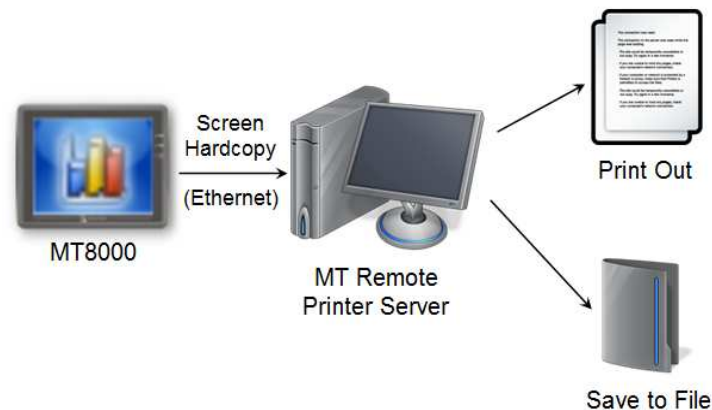 MT8000
Screen
Hardcopy
(Ethernet)
MT Remote
Printer Server
Print Out
Save to File